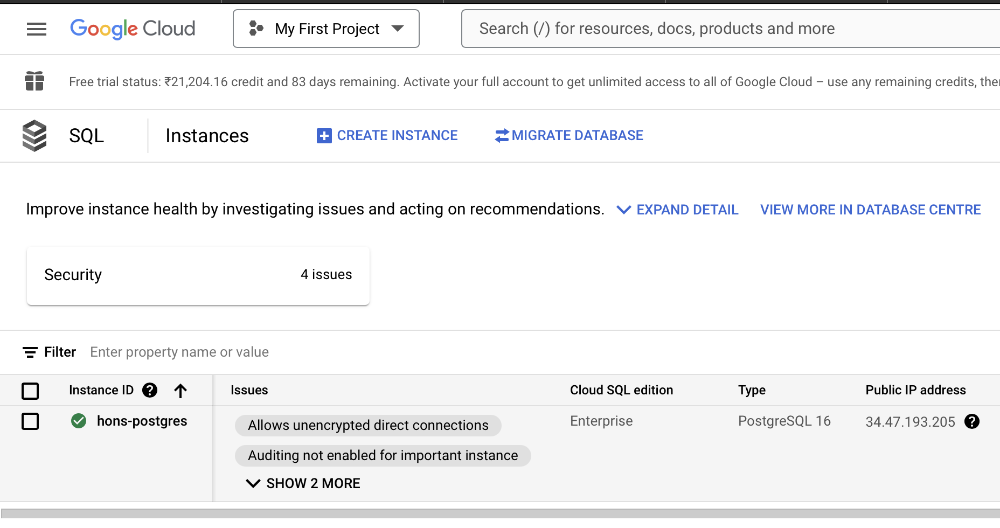 Google Cloud
My First Project
Search (/) for resources, docs, products and more
Free trial status: ₹21,204.16 credit and 83 days remaining. Activate your full account to get unlimited access to all of Google Cloud – use any remaining credits,
SQL
Instances
CREATE INSTANCE
MIGRATE DATABASE
Improve instance health by investigating issues and acting on recommendations.
EXPAND DETAIL
VIEW MORE IN DATABASE CENTRE
Security
4 issues
Filter
Enter property name or value
Instance ID ?
Issues
Cloud SQL edition
Type
Public IP address
hons-postgres
Allows unencrypted direct connections
Auditing not enabled for important instance
SHOW 2 MORE
Enterprise
PostgreSQL 16
34.47.193.205 ?